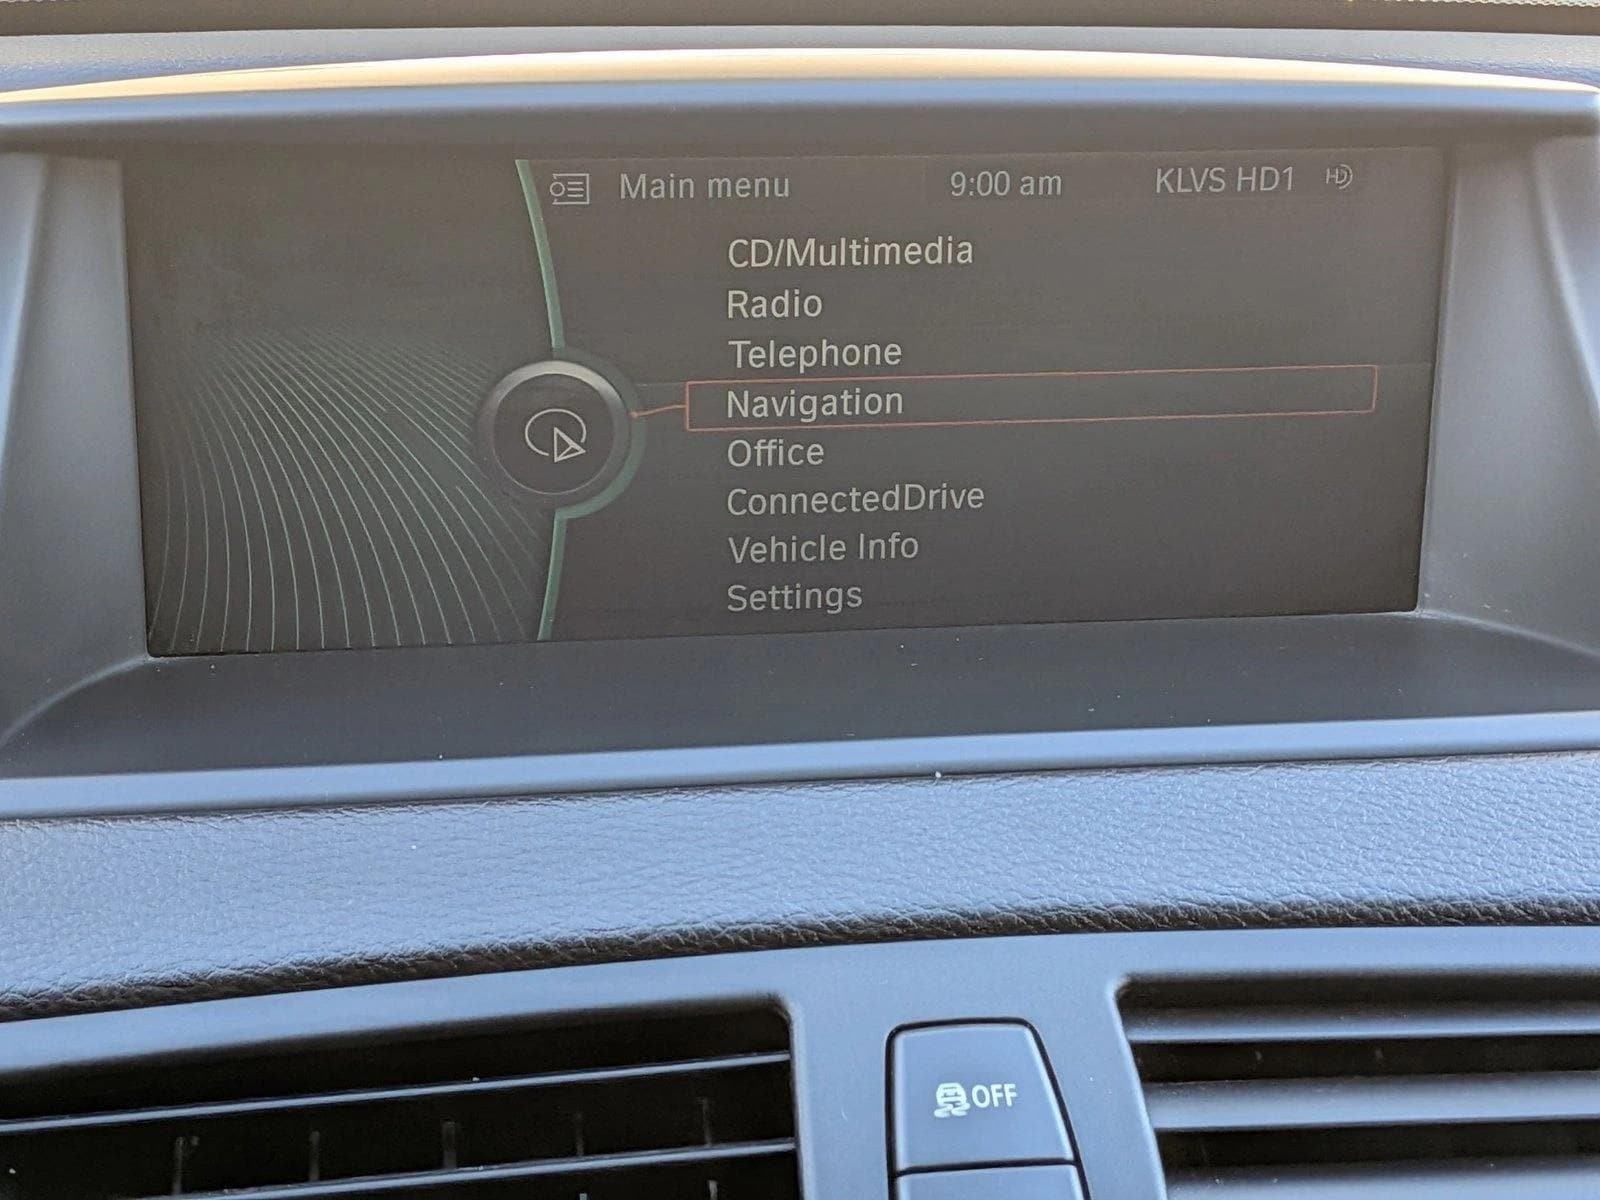 Main menu 9:00 am KLVS HD1 HD
CD/Multimedia
Radio
Telephone
Navigation
Office
ConnectedDrive
Vehicle Info
Settings
OFF